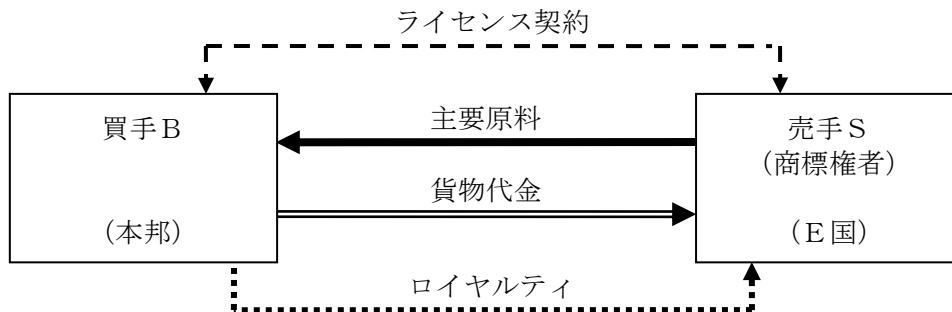 ライセンス契約
買手B
(本邦)
主要原料
貨物代金
売手S
(商標権者)
(E国)
ロイヤルティ